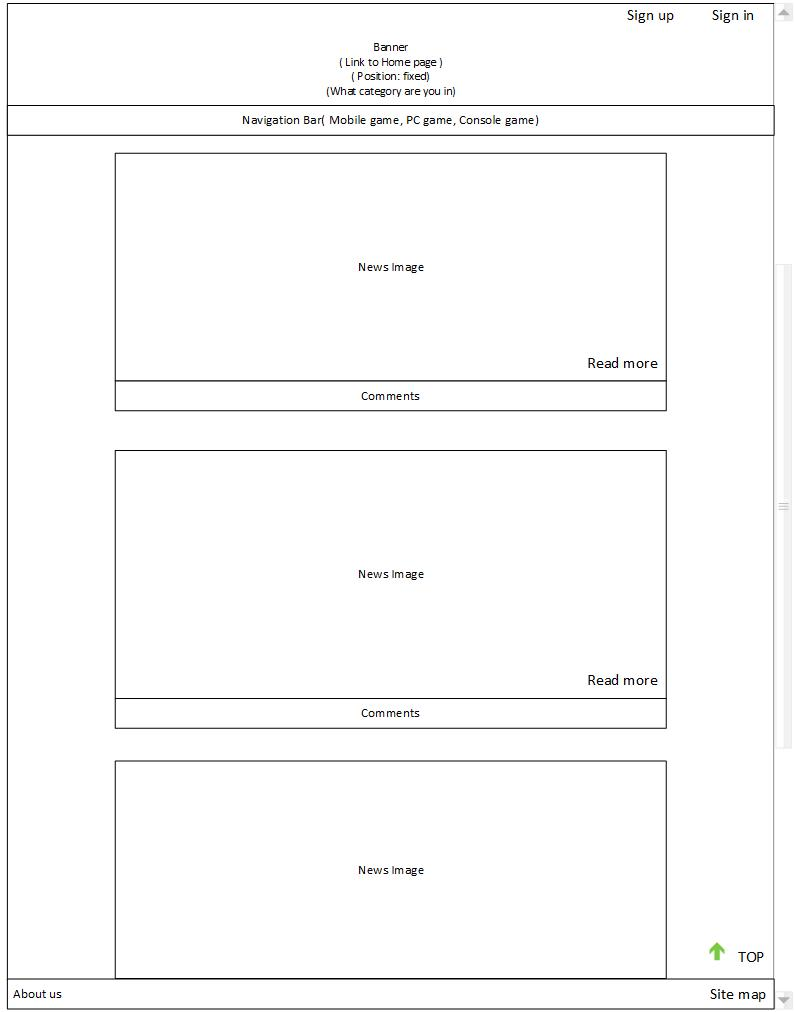 Sign up Sign in
Banner
( Link to Home page )
( Position: fixed)
(What category are you in)
Navigation Bar( Mobile game, PC game, Console game)
News Image
Read more
Comments
News Image
Read more
Comments
News Image
TOP
About us Site map